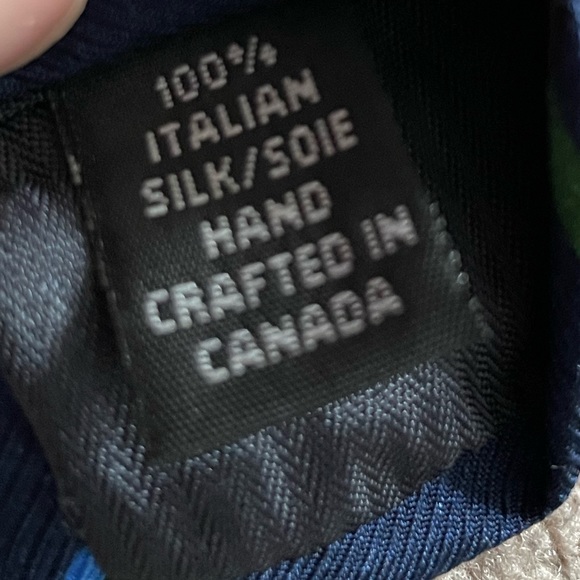 100%
ITALIAN
SILK/SOIE
HAND
CRAFTED IN
CANADA